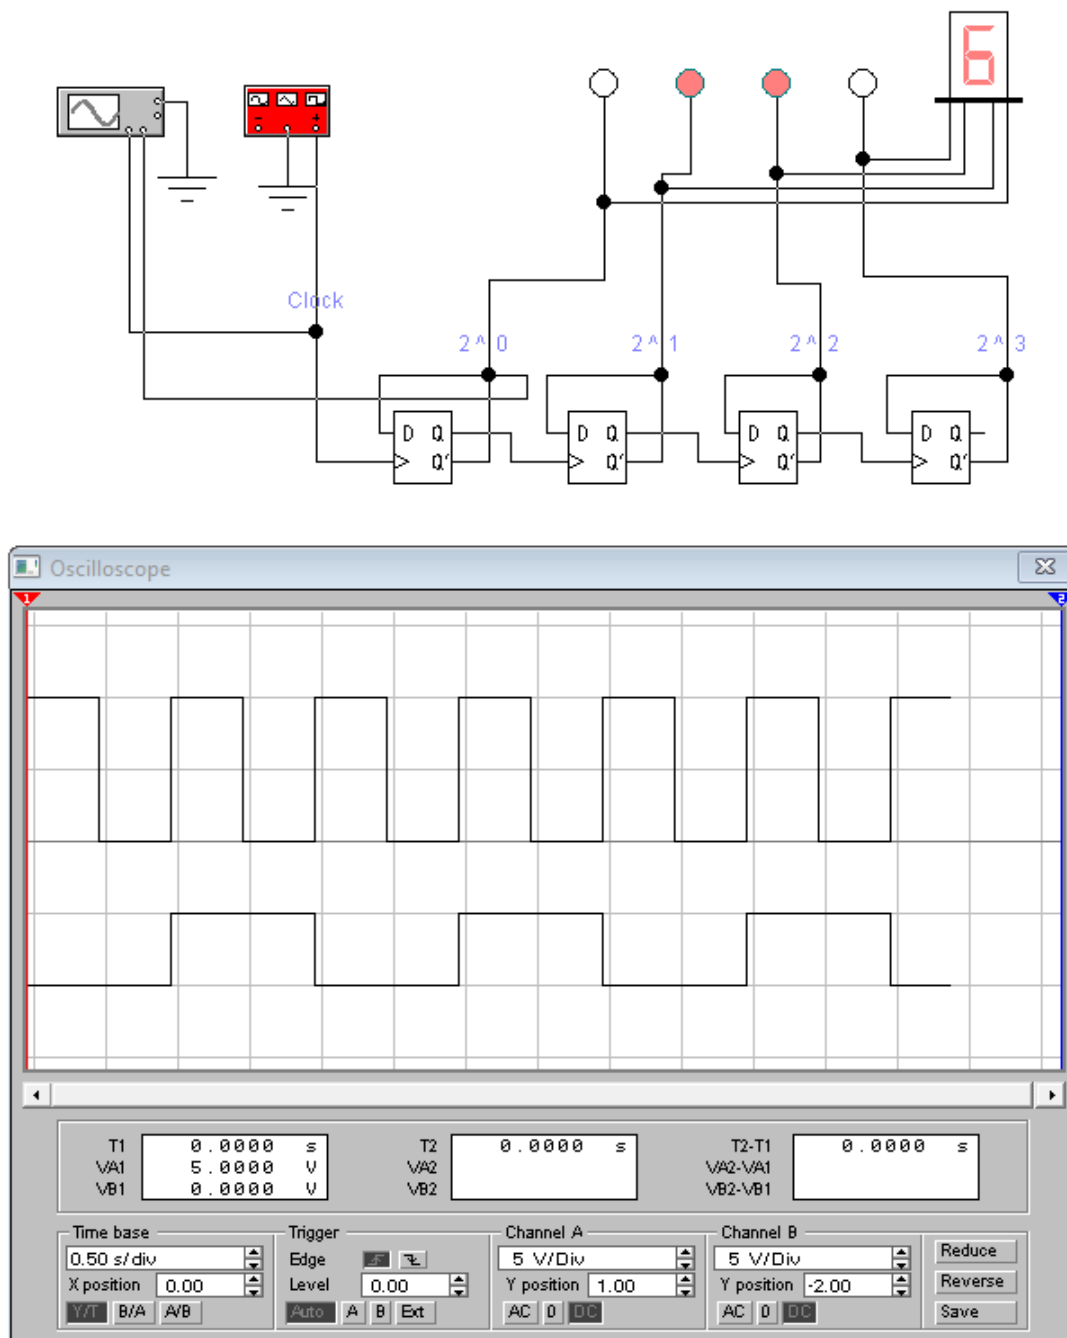 6
- +
Clock
2^0 2^1 2^2 2^3
D Q D Q D Q D Q
Q' Q' Q' Q'
Oscilloscope
1 2
T1 0.0000 s T2 0.0000 s T2-T1 0.0000 s
VA1 5.0000 V VA2 VA2-VA1
VB1 0.0000 V VB2 VB2-VB1
Time base Trigger Channel A Channel B
0.50 s/div Edge 5 V/Div 5 V/Div Reduce
X position 0.00 Level 0.00 Y position 1.00 Y position -2.00 Reverse
Y/T B/A A/B Auto A B Ext AC 0 DC AC 0 DC Save